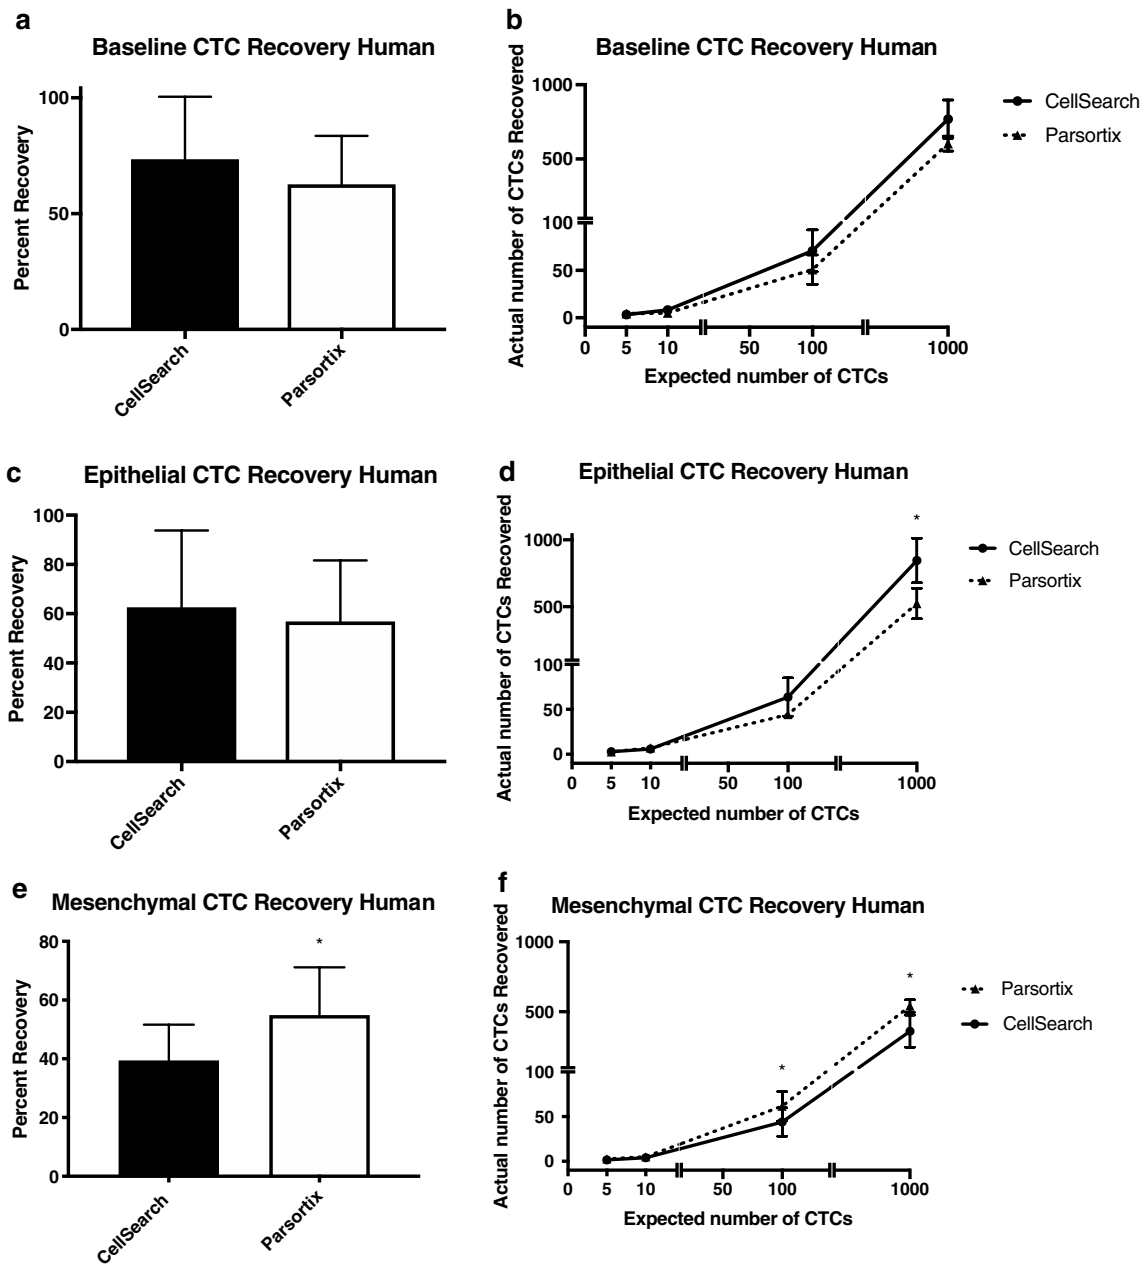 a
Baseline CTC Recovery Human
Percent Recovery
100
50
0
CellSearch
Parsortix
b
Baseline CTC Recovery Human
Actual number of CTCs Recovered
1000
500
100
50
0
0 5 10 50 100 1000
Expected number of CTCs
CellSearch
Parsortix
c
Epithelial CTC Recovery Human
Percent Recovery
100
80
60
40
20
0
CellSearch
Parsortix
d
Epithelial CTC Recovery Human
Actual number of CTCs Recovered
*
1000
500
100
50
0
0 5 10 50 100 1000
Expected number of CTCs
CellSearch
Parsortix
e
Mesenchymal CTC Recovery Human
Percent Recovery
*
80
60
40
20
0
CellSearch
Parsortix
f
Mesenchymal CTC Recovery Human
Actual number of CTCs Recovered
1000
*
500
*
100
50
0
0 5 10 50 100 1000
Expected number of CTCs
Parsortix
CellSearch